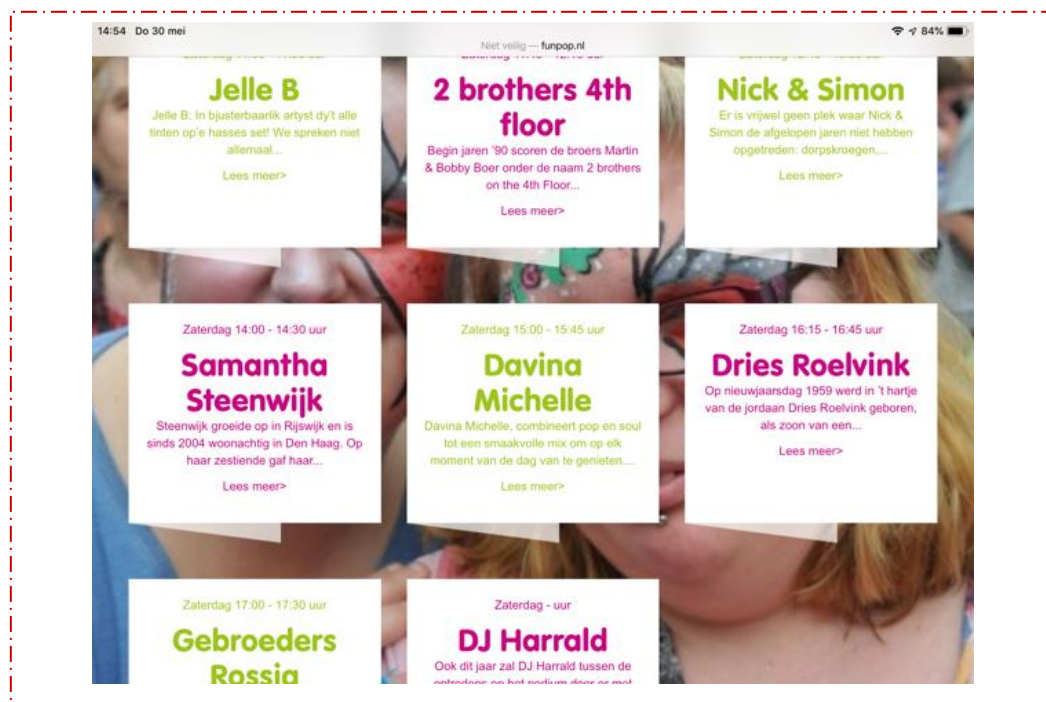 14:54 Do 30 mei
84%
Niet veilig — funpop.nl
Jelle B
Jelle B: In bjusterbaarlik artyst dy't alle
tinten op'e hasses set! We spreken niet
allemaal...
Lees meer>
2 brothers 4th
floor
Begin jaren '90 scoren de broers Martin
& Bobby Boer onder de naam 2 brothers
on the 4th Floor...
Lees meer>
Nick & Simon
Er is vrijwel geen plek waar Nick &
Simon de afgelopen jaren niet hebben
opgetreden: dorpskroegen,...
Lees meer>
Zaterdag 14:00 - 14:30 uur
Samantha
Steenwijk
Steenwijk groeide op in Rijswijk en is
sinds 2004 woonachtig in Den Haag. Op
haar zestiende gaf haar...
Lees meer>
Zaterdag 15:00 - 15:45 uur
Davina
Michelle
Davina Michelle, combineert pop en soul
tot een smaakvolle mix om op elk
moment van de dag van te genieten....
Lees meer>
Zaterdag 16:15 - 16:45 uur
Dries Roelvink
Op nieuwjaarsdag 1959 werd in 't hartje
van de jordaan Dries Roelvink geboren,
als zoon van een...
Lees meer>
Zaterdag 17:00 - 17:30 uur
Gebroeders
Rossig
Zaterdag - uur
DJ Harrald
Ook dit jaar zal DJ Harrald tussen de